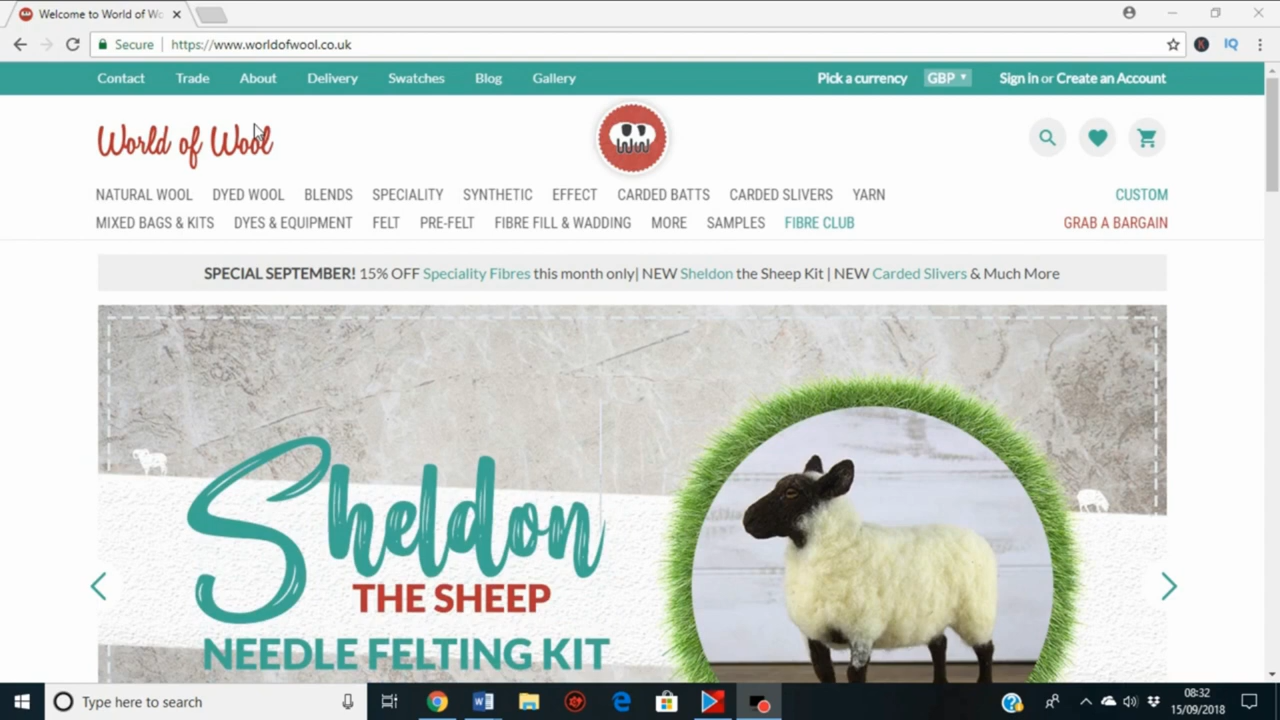 Welcome to World of Wo
Secure https://www.worldofwool.co.uk
Contact Trade About Delivery Swatches Blog Gallery Pick a currency GBP Sign in or Create an Account
World of Wool
NATURAL WOOL DYED WOOL BLENDS SPECIALITY SYNTHETIC EFFECT CARDED BATTS CARDED SLIVERS YARN CUSTOM
MIXED BAGS & KITS DYES & EQUIPMENT FELT PRE-FELT FIBRE FILL & WADDING MORE SAMPLES FIBRE CLUB GRAB A BARGAIN
SPECIAL SEPTEMBER! 15% OFF Speciality Fibres this month only| NEW Sheldon the Sheep Kit | NEW Carded Slivers & Much More
Sheldon
THE SHEEP
NEEDLE FELTING KIT
Type here to search
08:32
15/09/2018